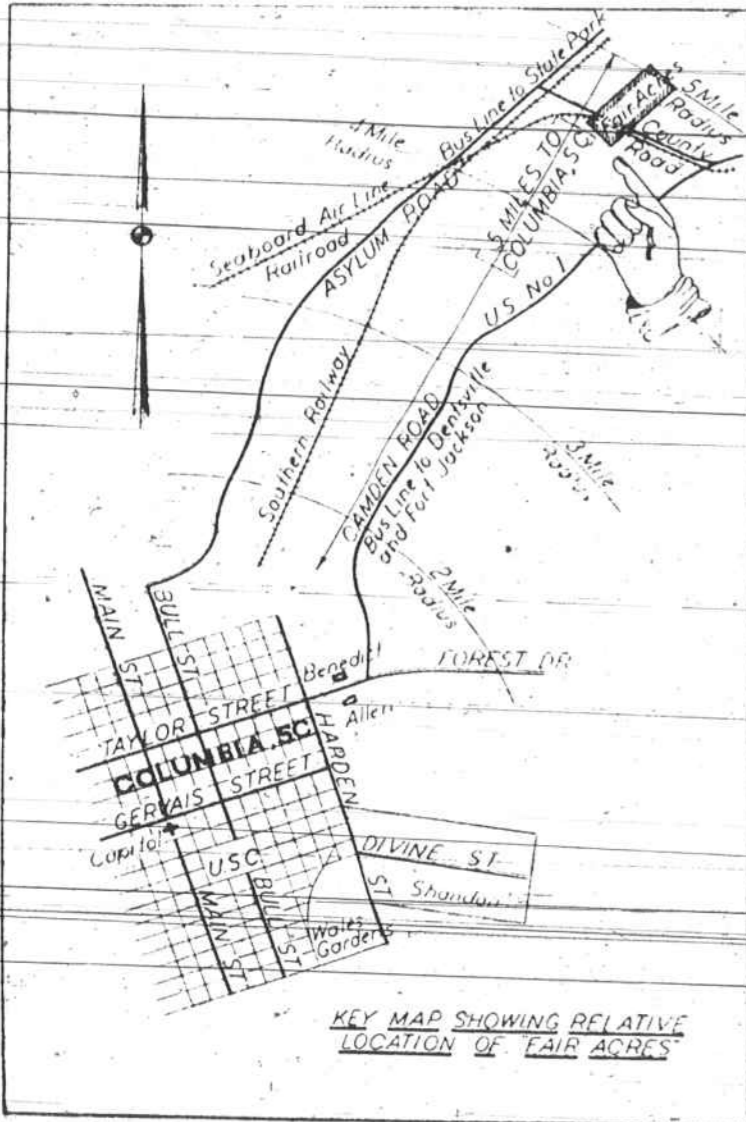 Bus Line to State Park
Fair Acres
5 Mile
Radius
County
Road
4 Mile
Radius
Seaboard Air Line
Railroad
ASYLUM ROAD
5 MILES TO
COLUMBIA, S.C.
U.S. No 1
Southern Railway
CAMDEN ROAD
Bus Line to Dentsville
and Fort Jackson
3 Mile
Radius
2 Mile
Radius
MAIN ST
BULL ST
Benedict
FOREST DR
TAYLOR STREET
Allen
COLUMBIA, SC
HARDEN ST
GERVAIS STREET
Capitol
USC
MAIN ST
BULL ST
DIVINE ST
Shandon
Wales
Gardens
KEY MAP SHOWING RELATIVE
LOCATION OF "FAIR ACRES"